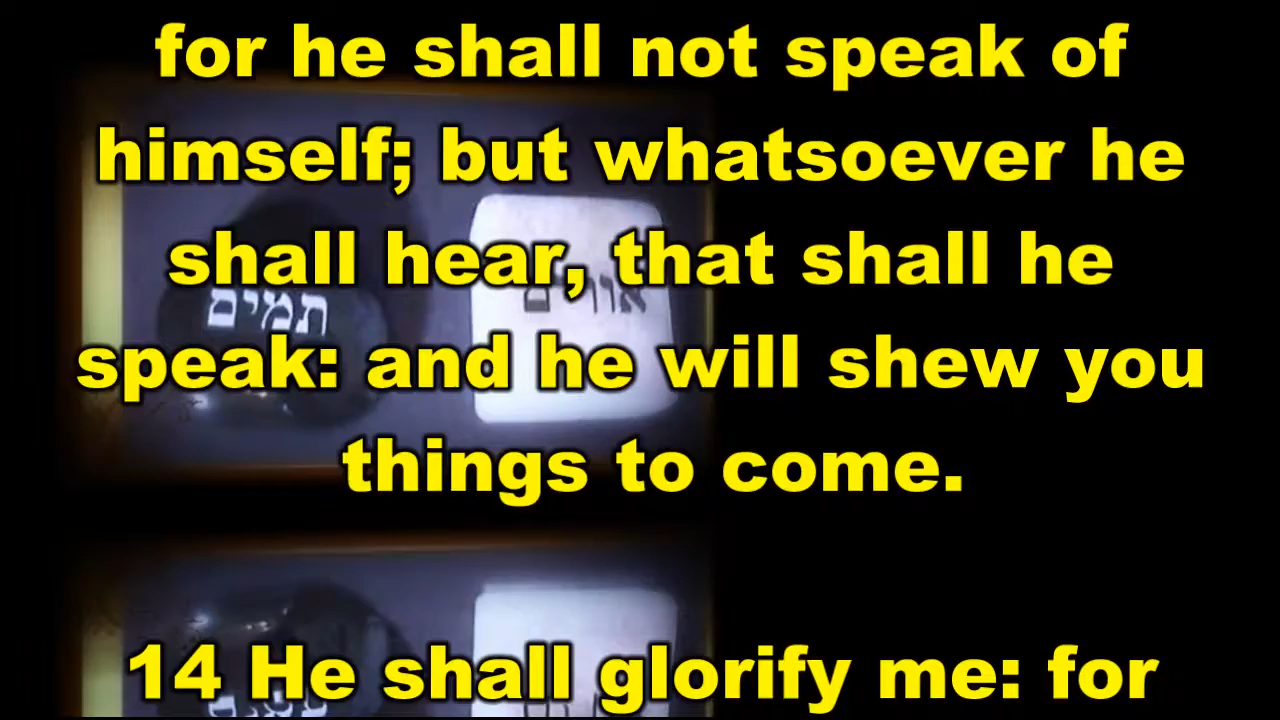 for he shall not speak of
himself; but whatsoever he
shall hear, that shall he
תמים
אורים
speak: and he will shew you
things to come.
14 He shall glorify me: for